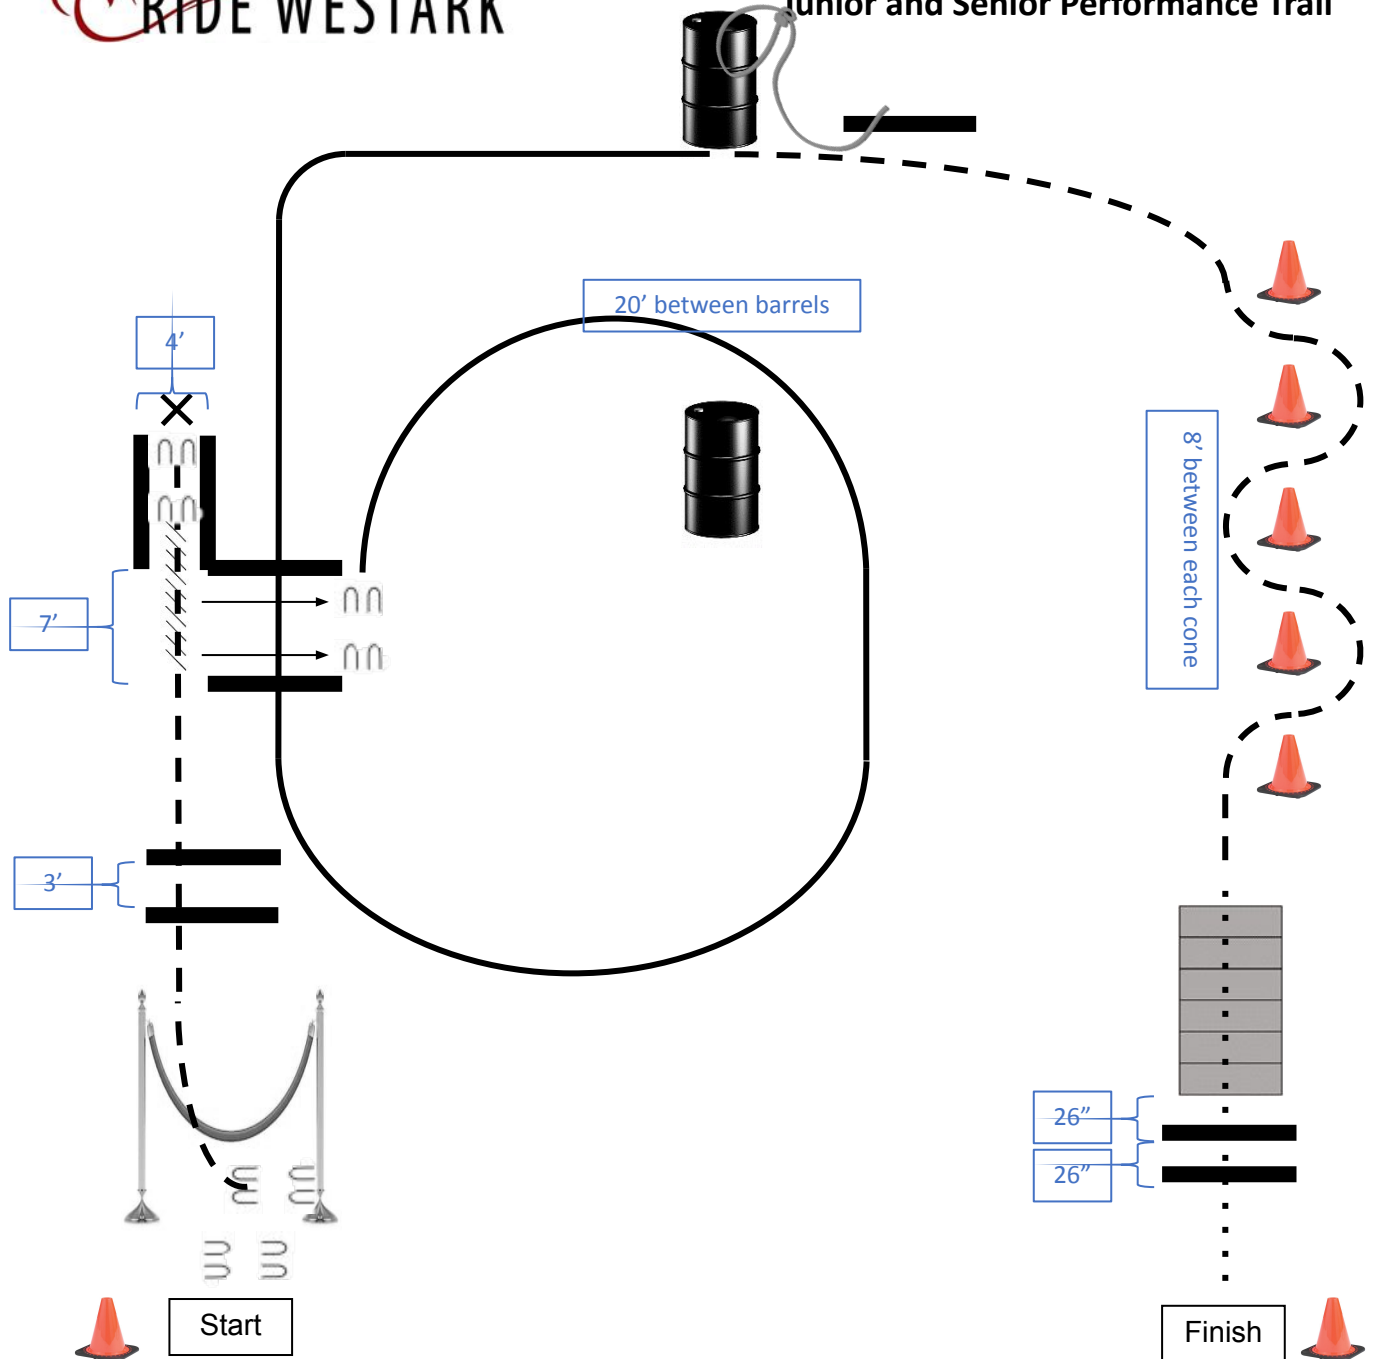 RIDE WESTARK
Junior and Senior Performance Trail
20’ between barrels
4’
8’ between each cone
7’
3’
26”
26”
Start
Finish